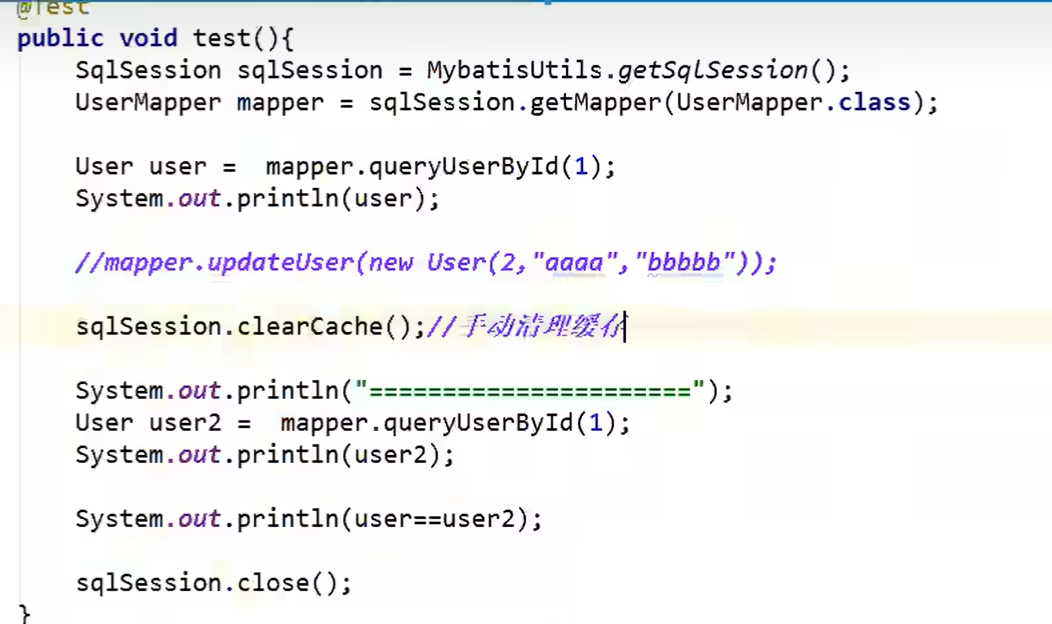 @Test
public void test(){
SqlSession sqlSession = MybatisUtils.getSqlSession();
UserMapper mapper = sqlSession.getMapper(UserMapper.class);
User user =  mapper.queryUserById(1);
System.out.println(user);
//mapper.updateUser(new User(2,"aaaa","bbbbb"));
sqlSession.clearCache();//手动清理缓存
System.out.println("======================");
User user2 =  mapper.queryUserById(1);
System.out.println(user2);
System.out.println(user==user2);
sqlSession.close();
}